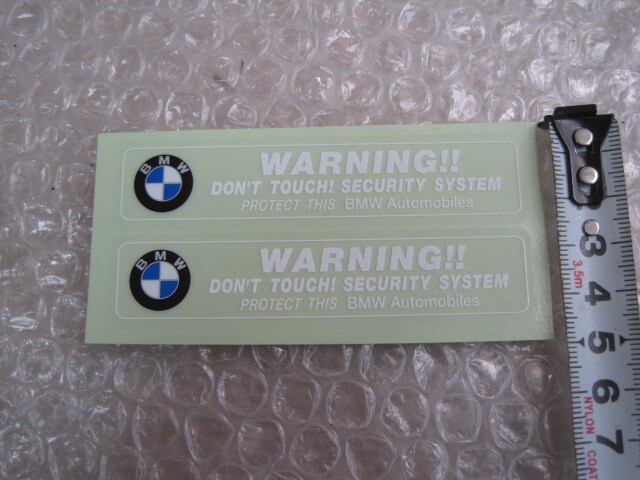 BMW
WARNING!!
DON'T TOUCH! SECURITY SYSTEM
PROTECT THIS BMW Automobiles
BMW
WARNING!!
DON'T TOUCH! SECURITY SYSTEM
PROTECT THIS BMW Automobiles
3
3.5m
4
5
6
7
NYLON
COAT